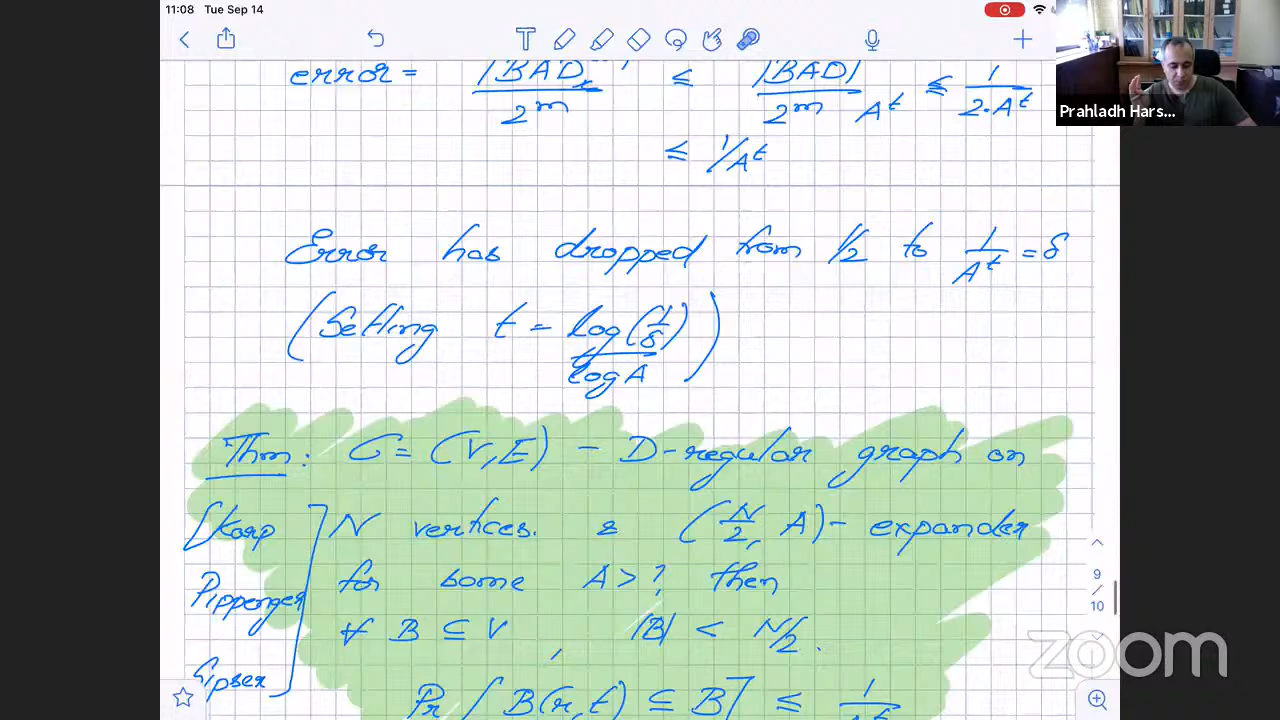 11:08 Tue Sep 14
error = |BAD_t| / 2^m ≤ |BAD| / 2^m A^t ≤ 1 / 2·A^t
≤ 1/A^t
Error has dropped from 1/2 to 1/A^t = δ
(Setting t = log(1/δ) / log A)
Thm: G = (V,E) - D-regular graph on
[Karp N vertices. & (N/2, A)- expander
Pippenger for some A > ? then
∀ B ⊆ V, |B| < N/2.
Sipser]
Pr[B(r,t) ⊆ B] ≤ 1/A^t
Prahladh Hars...
9
/
10
zoom